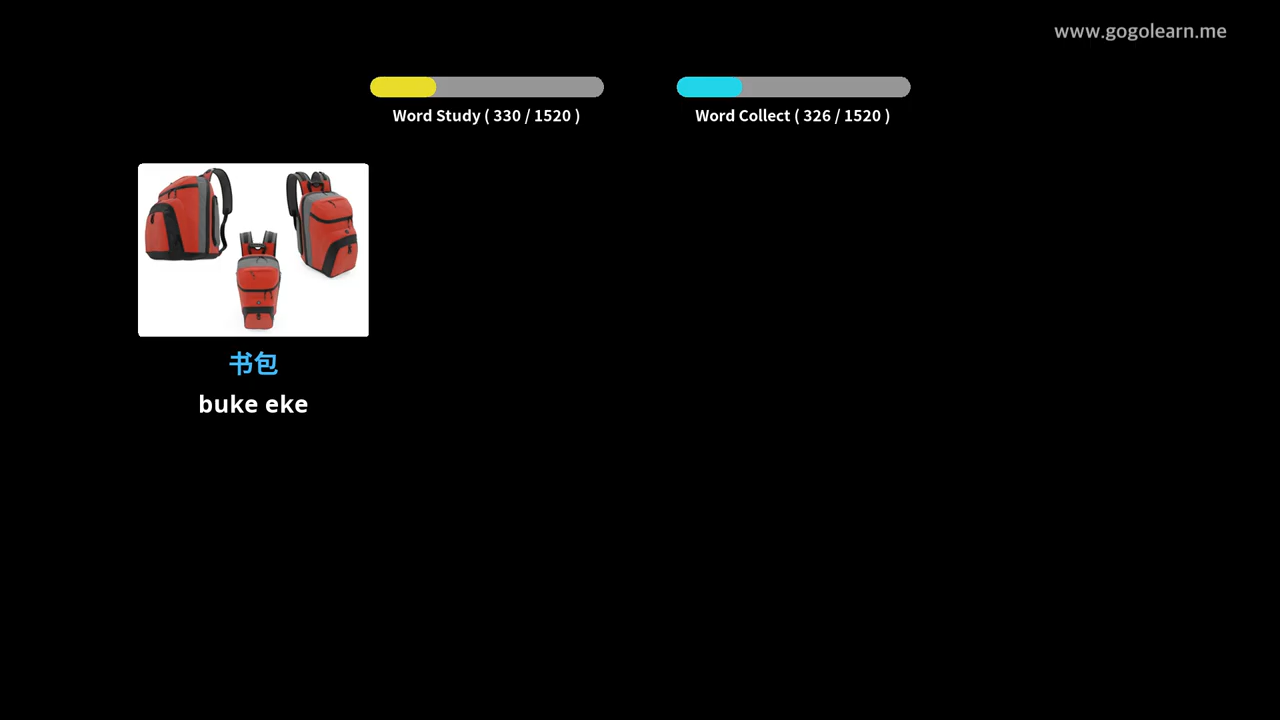 www.gogolearn.me
Word Study ( 330 / 1520 )
Word Collect ( 326 / 1520 )
书包
buke eke